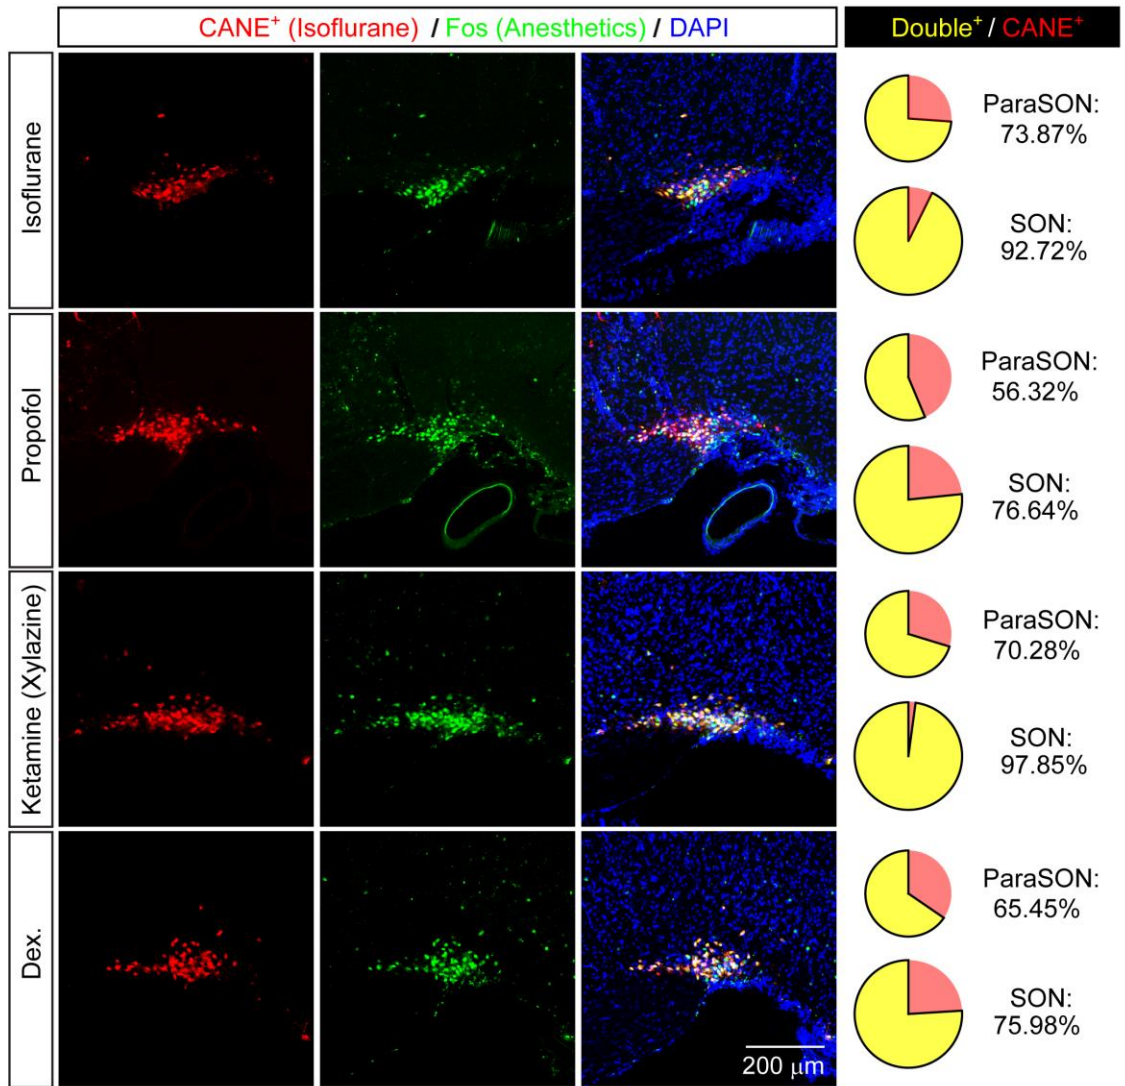 CANE+ (Isoflurane) / Fos (Anesthetics) / DAPI
Double+ / CANE+
Isoflurane
ParaSON:
73.87%
SON:
92.72%
Propofol
ParaSON:
56.32%
SON:
76.64%
Ketamine (Xylazine)
ParaSON:
70.28%
SON:
97.85%
Dex.
ParaSON:
65.45%
SON:
75.98%
200 μm